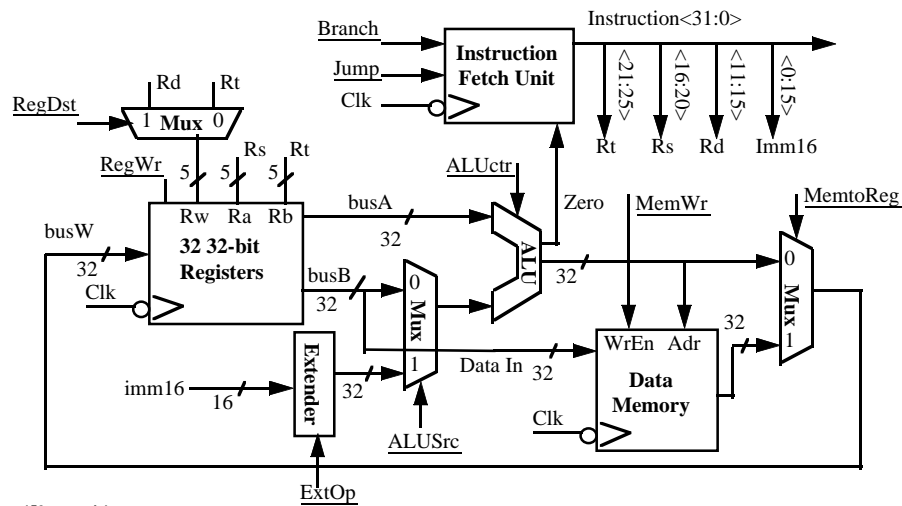 Instruction<31:0>
Branch
Instruction
Fetch Unit
Jump
Clk
<21:25>
<16:20>
<11:15>
<0:15>
Rt
Rs
Rd
Imm16
Rd
Rt
RegDst
1 Mux 0
RegWr
5
5
5
Rs
Rt
ALUctr
Zero
MemWr
MemtoReg
busW
32
Rw
Ra
Rb
32 32-bit
Registers
Clk
busA
32
busB
32
0
Mux
1
ALU
32
0
Mux
1
32
imm16
16
Extender
32
Data In
32
WrEn
Adr
Data
Memory
Clk
ALUSrc
ExtOp